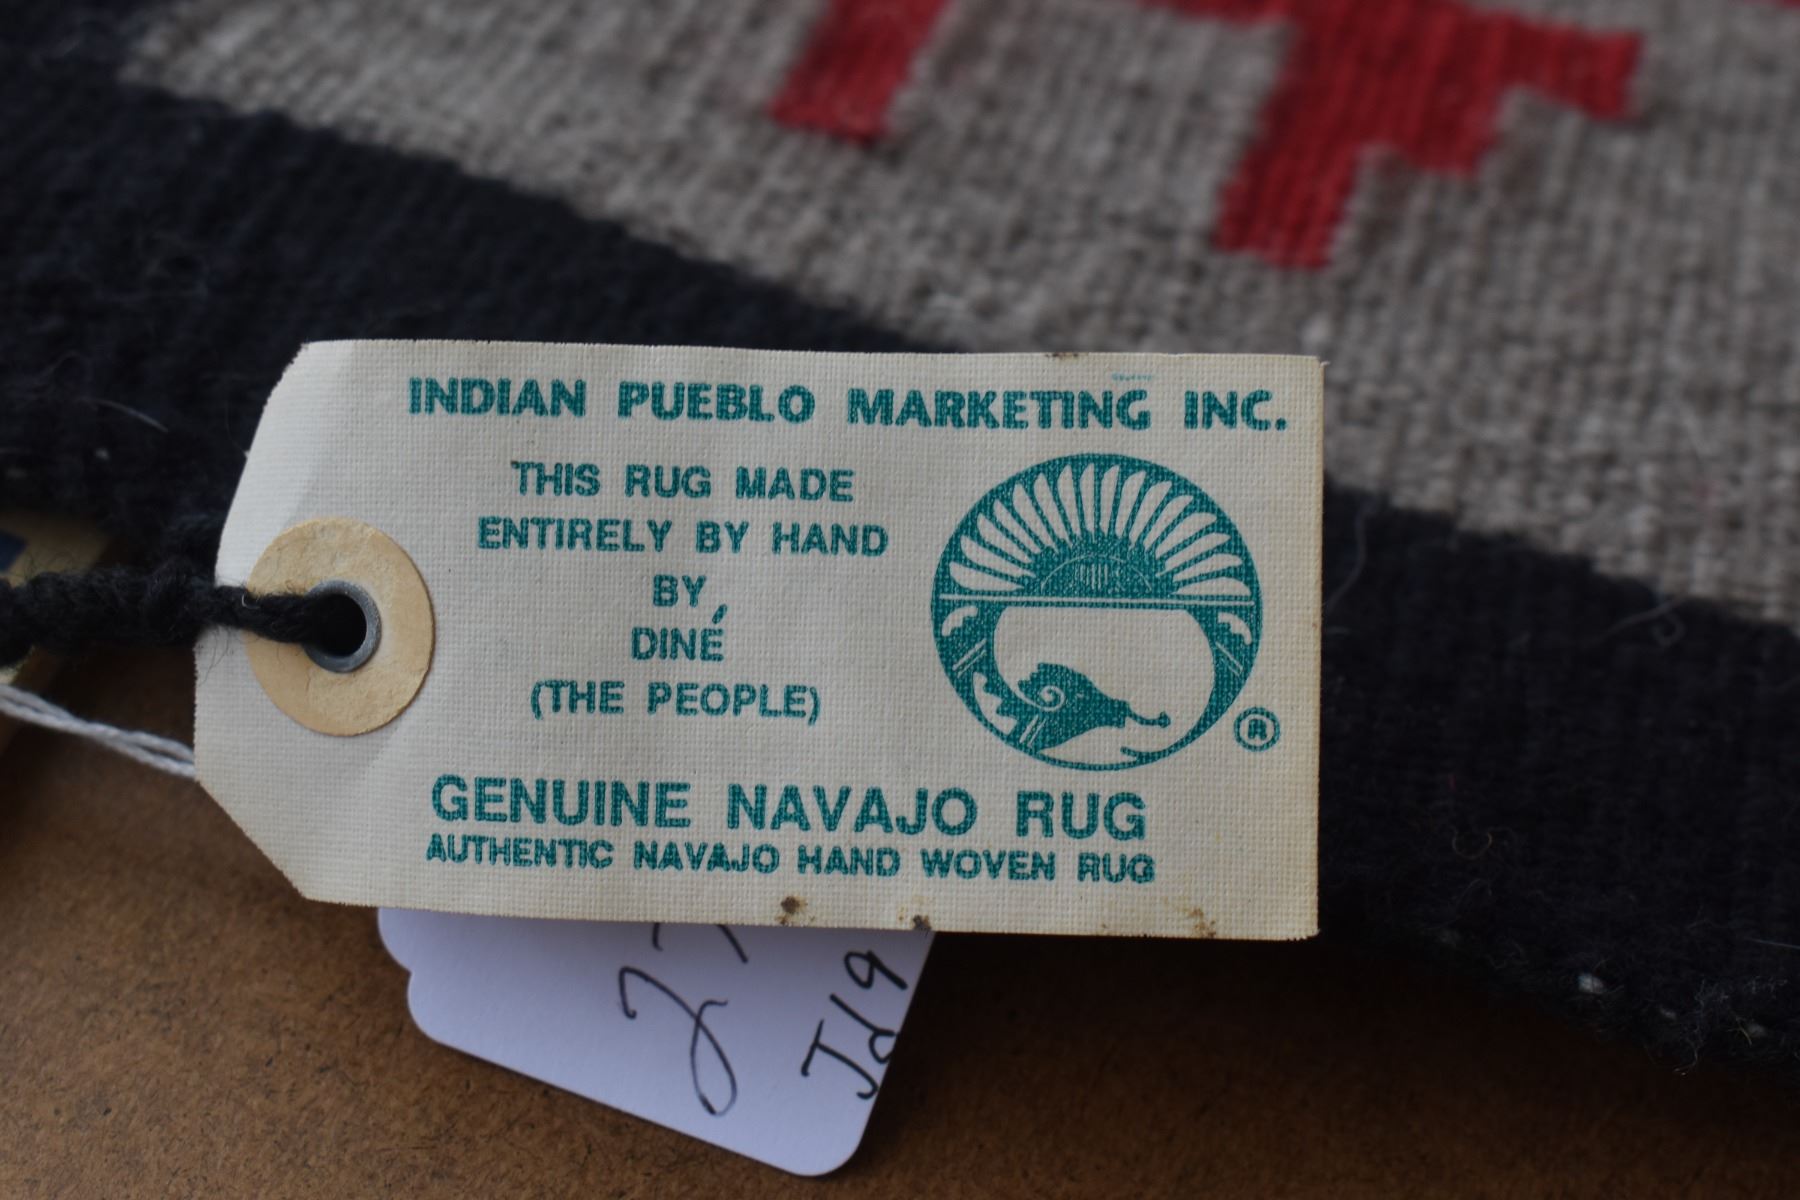 INDIAN PUEBLO MARKETING INC.
THIS RUG MADE
ENTIRELY BY HAND
BY
DINÉ
(THE PEOPLE)
®
GENUINE NAVAJO RUG
AUTHENTIC NAVAJO HAND WOVEN RUG